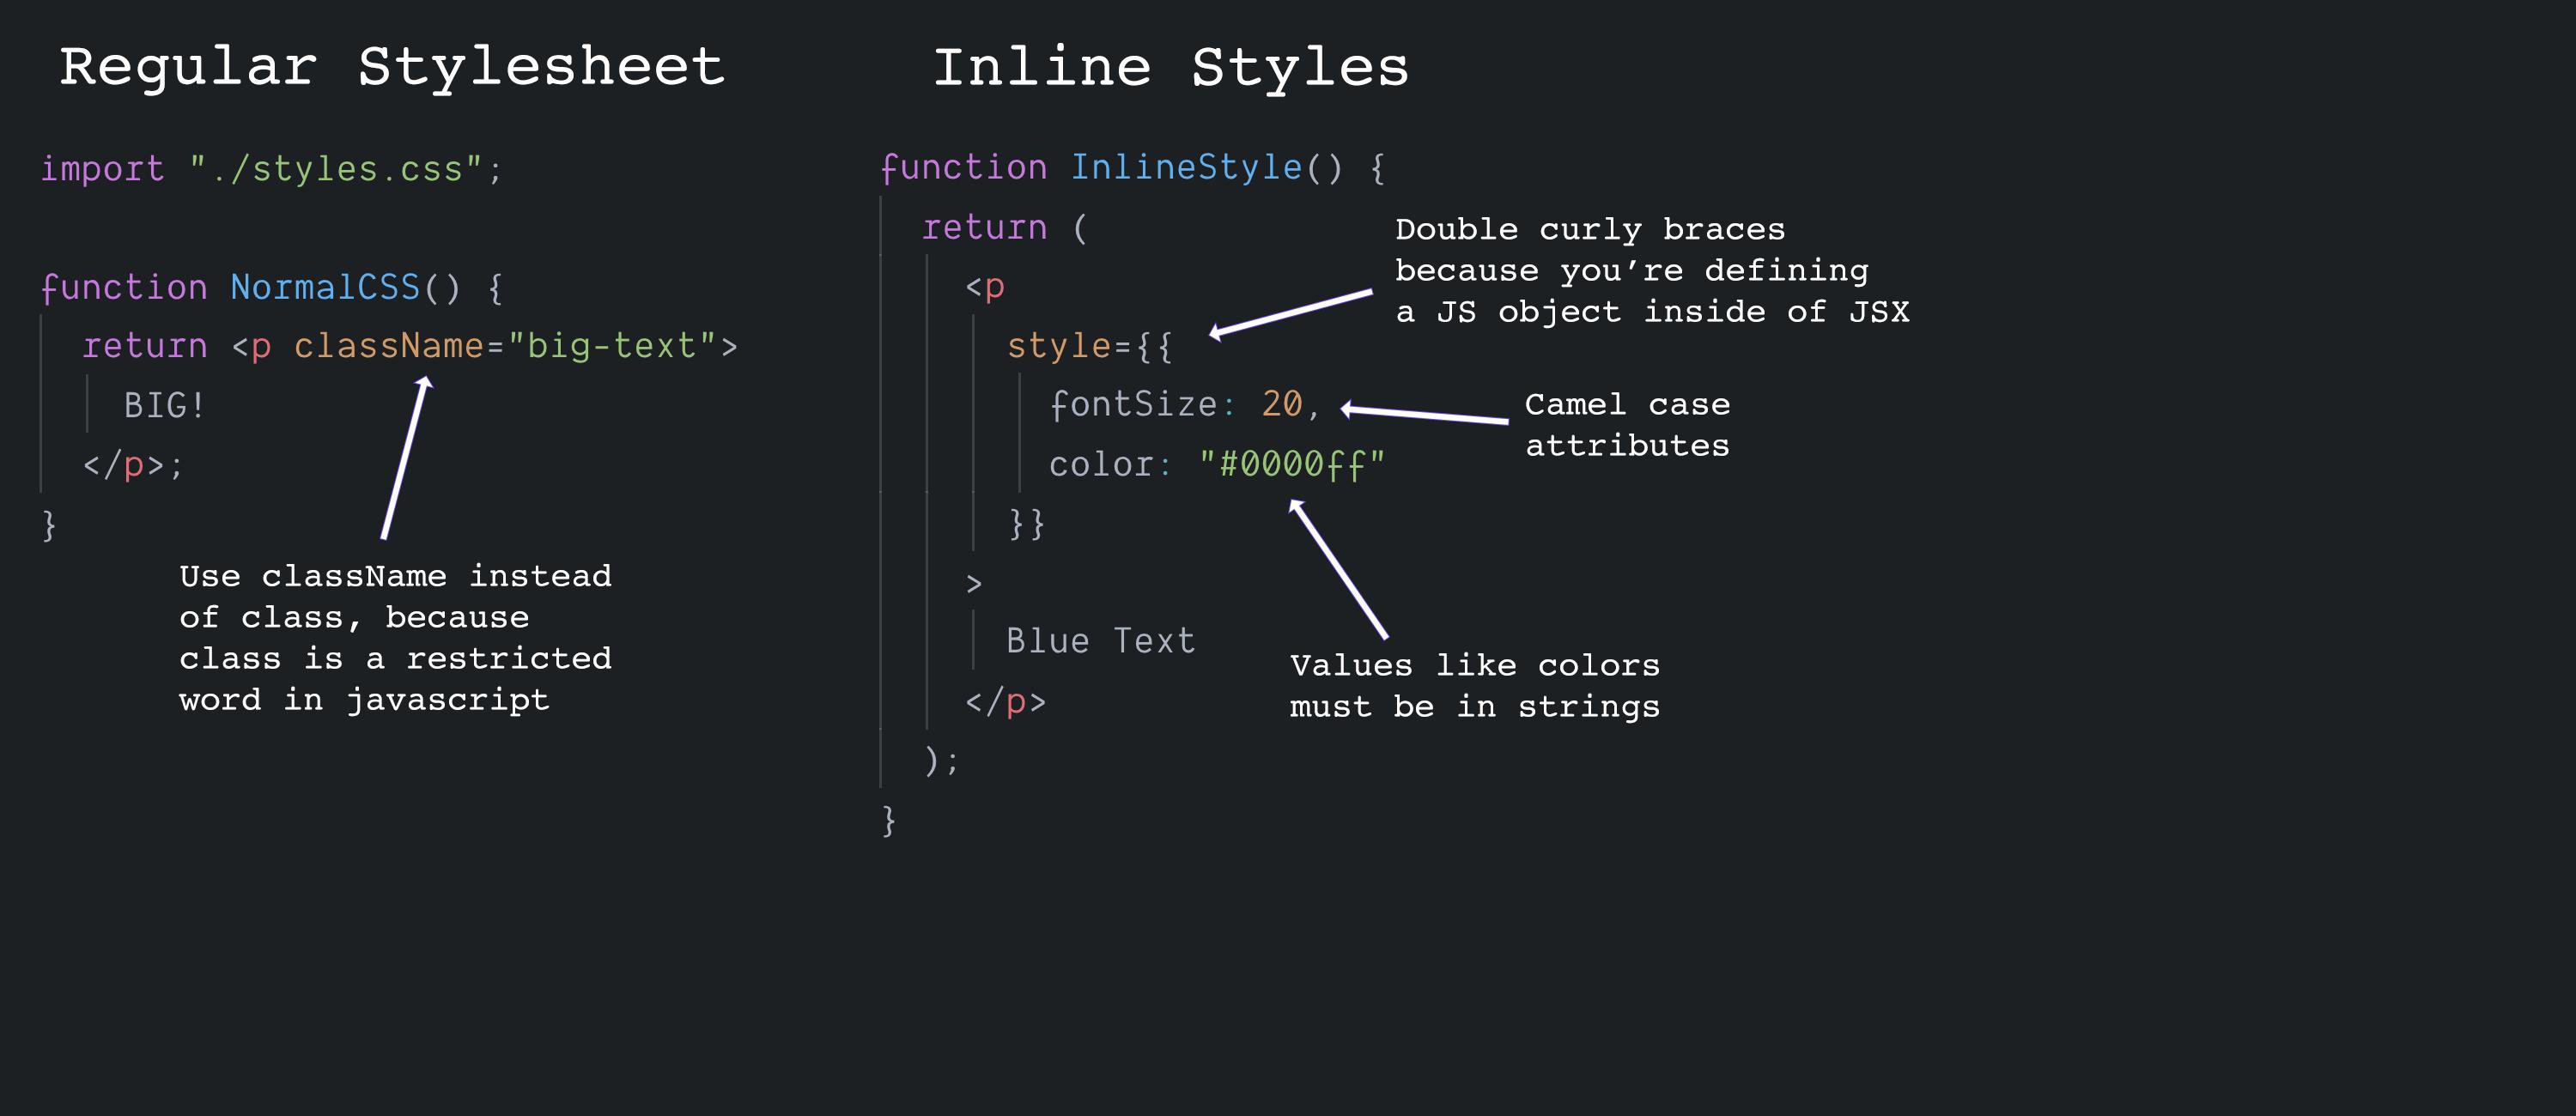 Regular Stylesheet
import "./styles.css";
function NormalCSS() {
return <p className="big-text">
BIG!
</p>;
}
Use className instead
of class, because
class is a restricted
word in javascript
Inline Styles
function InlineStyle() {
return (
<p
style={{
fontSize: 20,
color: "#0000ff"
}}
>
Blue Text
</p>
);
}
Double curly braces
because you’re defining
a JS object inside of JSX
Camel case
attributes
Values like colors
must be in strings